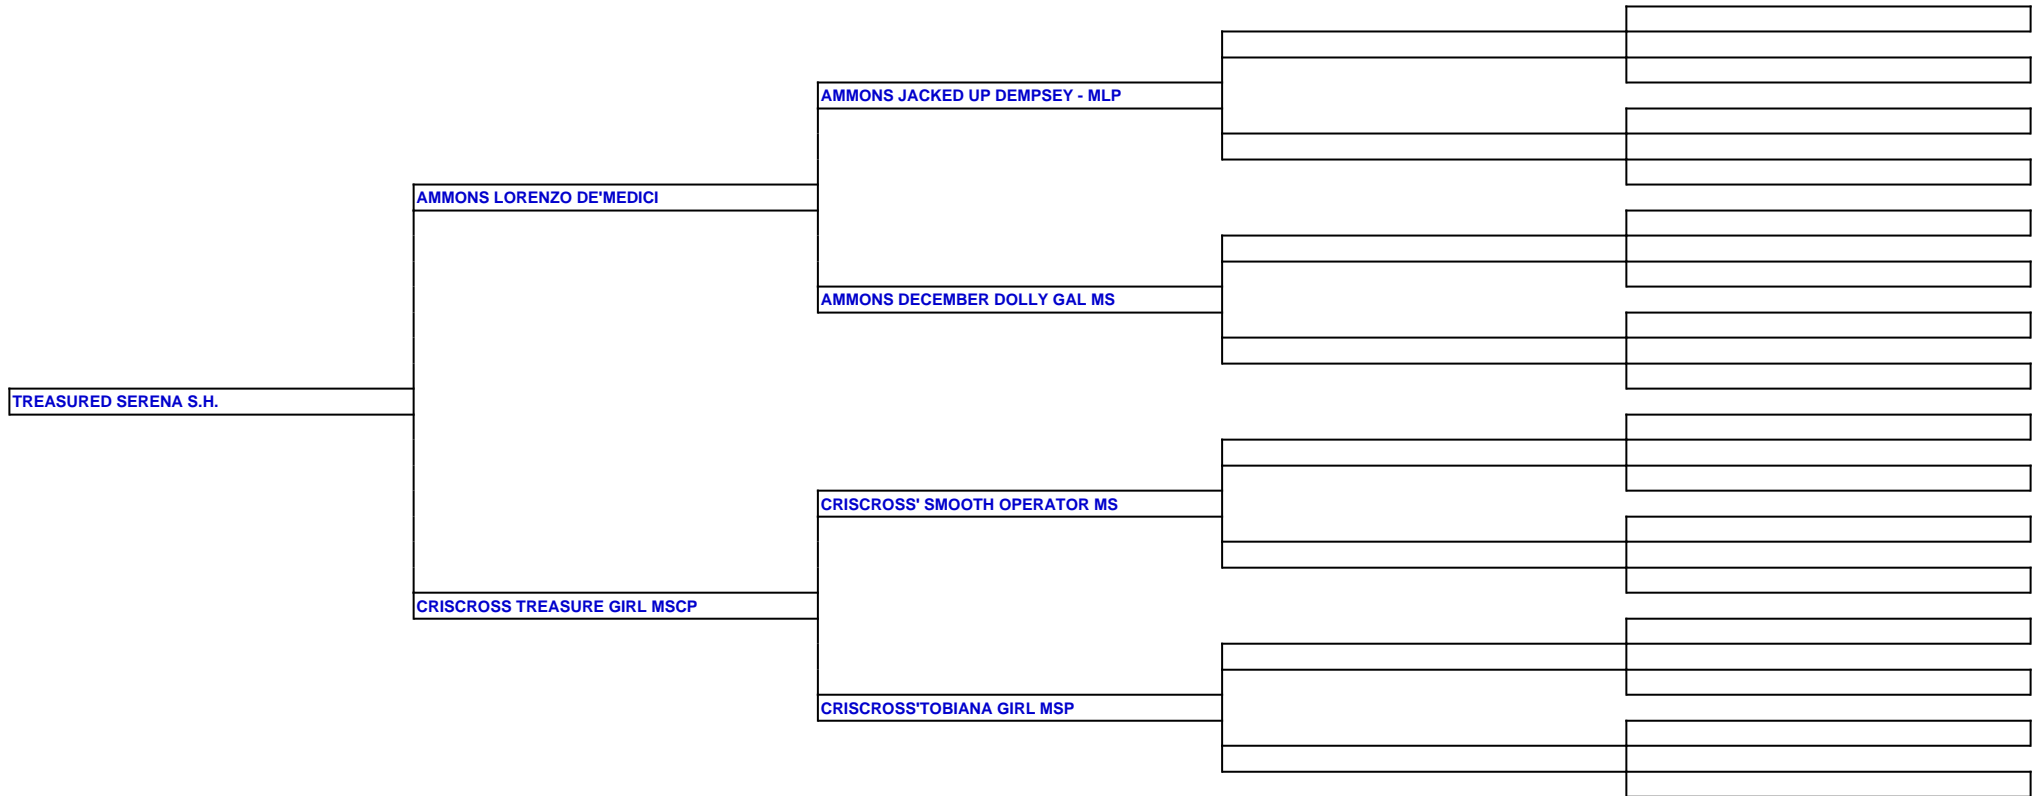 AMMONS JACKED UP DEMPSEY - MLP
AMMONS LORENZO DE'MEDICI
AMMONS DECEMBER DOLLY GAL MS
TREASURED SERENA S.H.
CRISCROSS' SMOOTH OPERATOR MS
CRISCROSS TREASURE GIRL MSCP
CRISCROSS'TOBIANA GIRL MSP